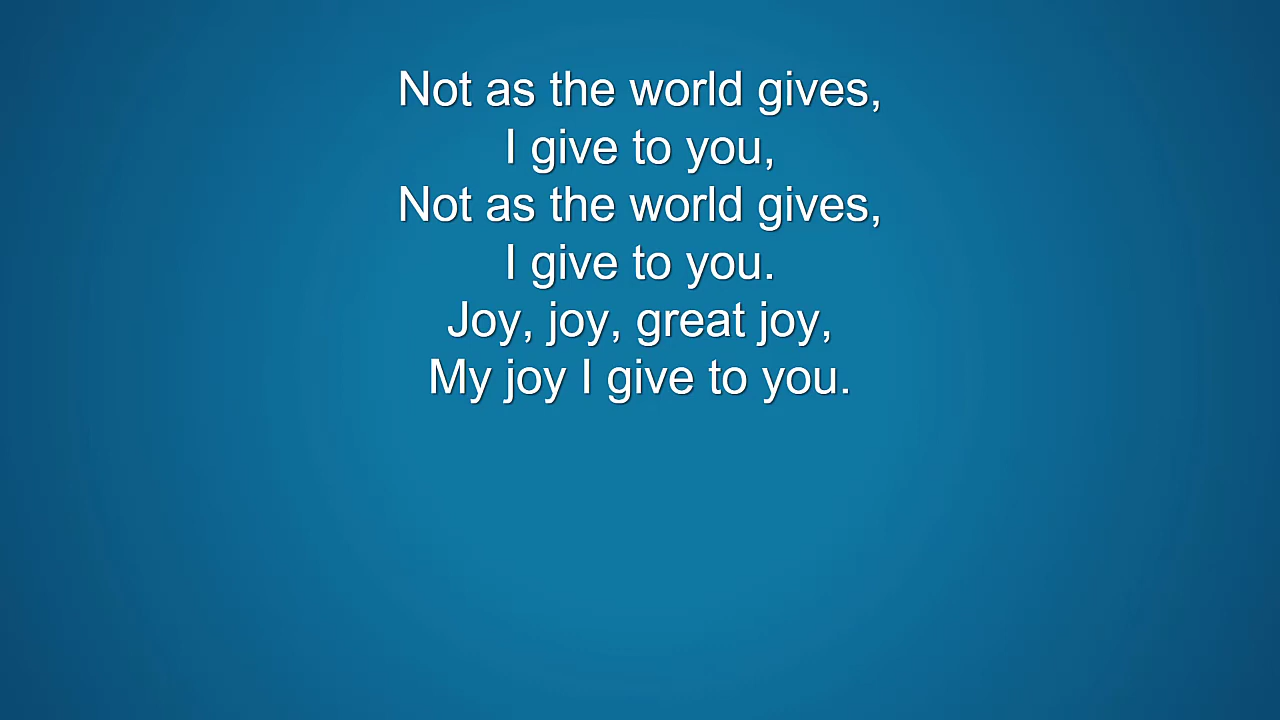 Not as the world gives,
I give to you,
Not as the world gives,
I give to you.
Joy, joy, great joy,
My joy I give to you.